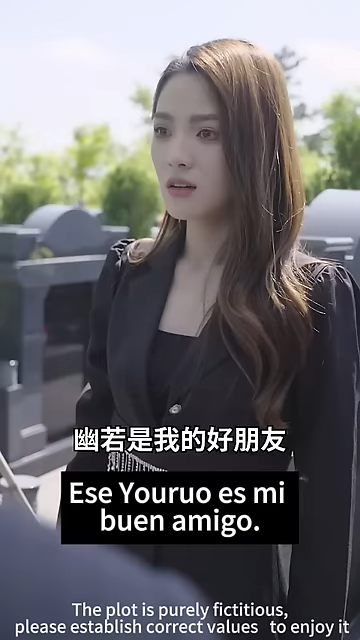 幽若是我的好朋友
Ese Youruo es mi
buen amigo.
The plot is purely fictitious,
please establish correct values to enjoy it